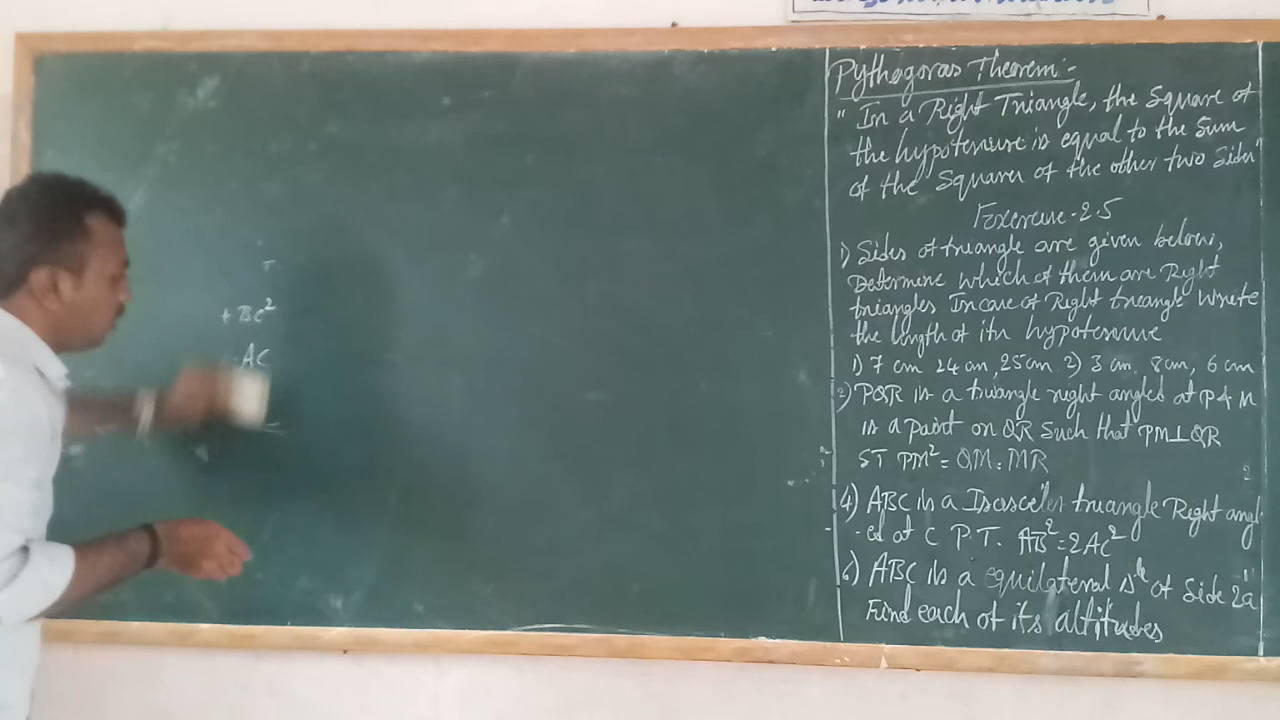 + BC²
AC
Pythagoras Theorem:-
"In a Right Triangle, the Square of
the hypotenuse is equal to the Sum
of the Squares of the other two Sides"
Exercise-2.5
1) Sides of triangle are given below,
Determine which of them are Right
triangles In case of Right triangle write
the length of its hypotenuse
1) 7 cm 24 cm, 25cm 2) 3 cm, 8cm, 6 cm
2) PQR is a triangle right angled at P & M
is a point on QR Such that PM⊥QR
ST PM² = QM . MR
4) ABC is a Isosceles triangle Right angl
-ed at C P.T. AB² = 2AC²
6) ABC is a equilateral Δle of Side 2a
Find each of its altitudes